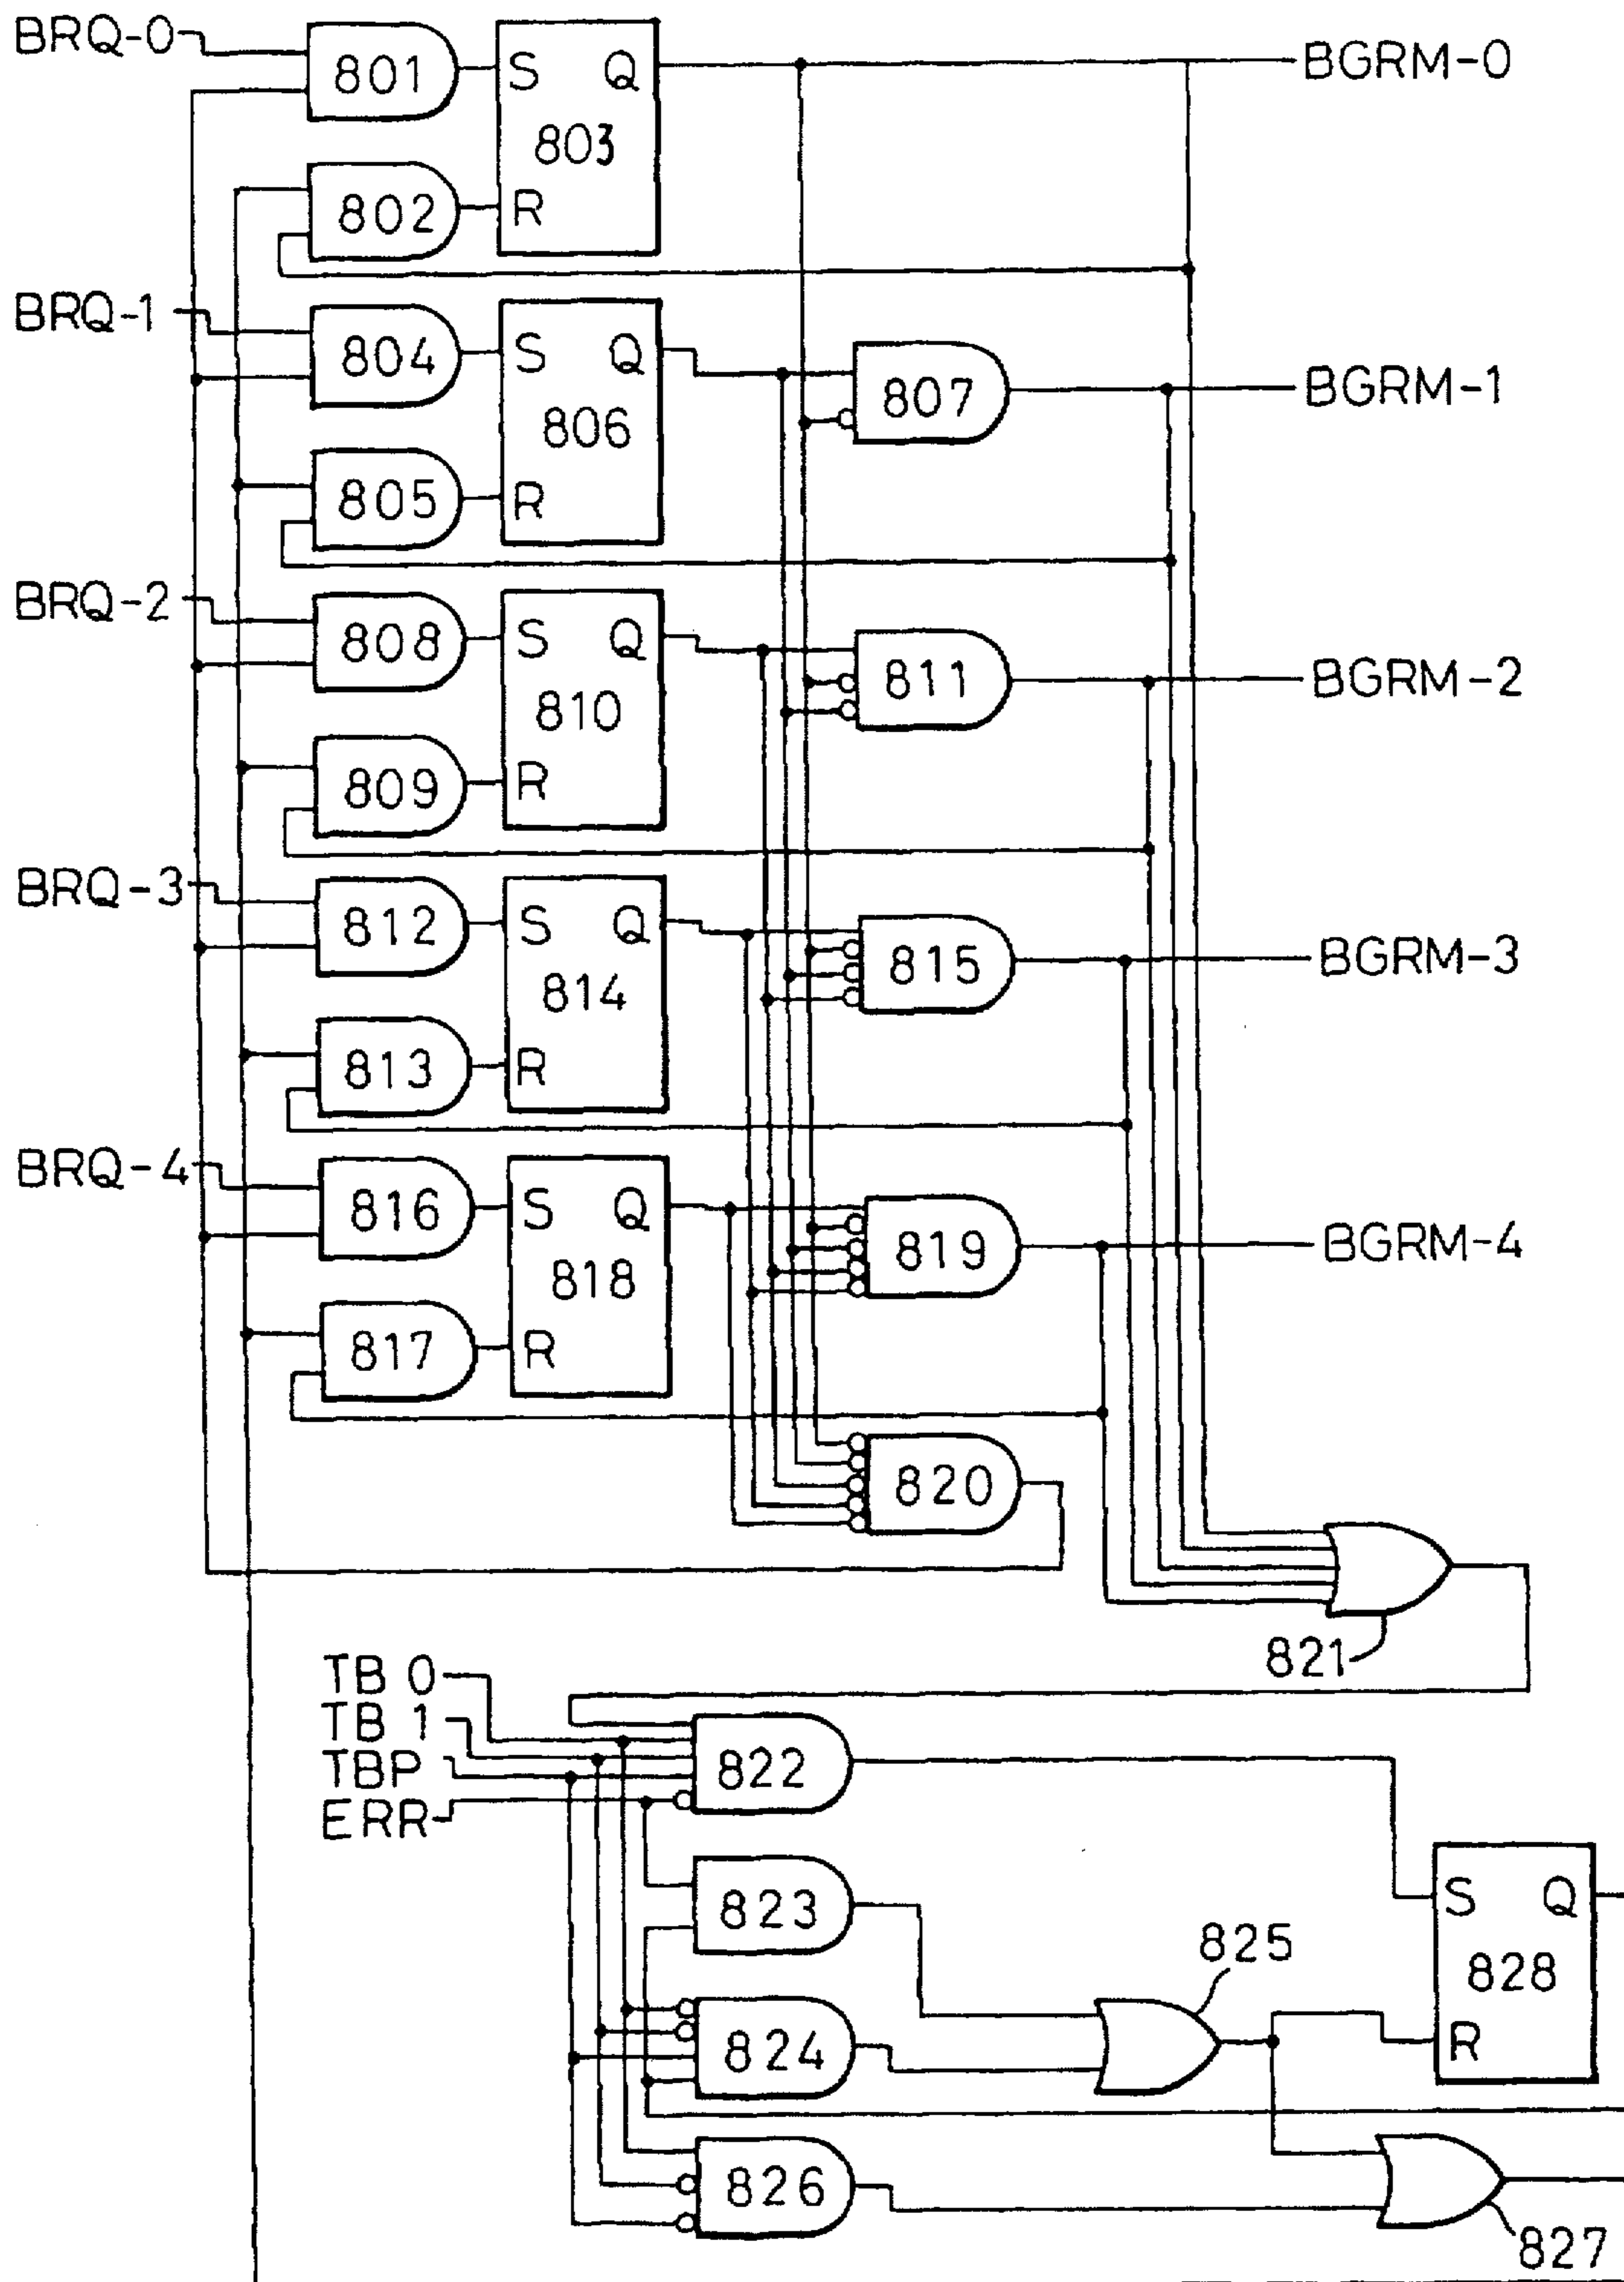 BRQ-0
801
S Q
803
R
BGRM-0
802
BRQ-1
804
S Q
806
R
807
BGRM-1
805
BRQ-2
808
S Q
810
R
811
BGRM-2
809
BRQ-3
812
S Q
814
R
815
BGRM-3
813
BRQ-4
816
S Q
818
R
819
BGRM-4
817
820
821
TB 0
TB 1
TBP
ERR
822
823
825
S Q
828
R
824
826
827